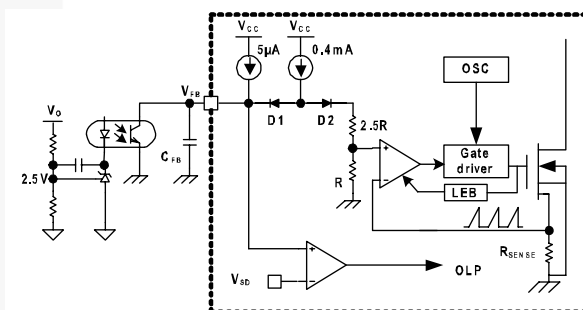 VCC VCC
5μA 0.4mA
OSC
VFB
D1 D2
2.5R
VO
CFB
R
+
-
Gate
driver
2.5V
LEB
RSENSE
+
-
VSD
OLP